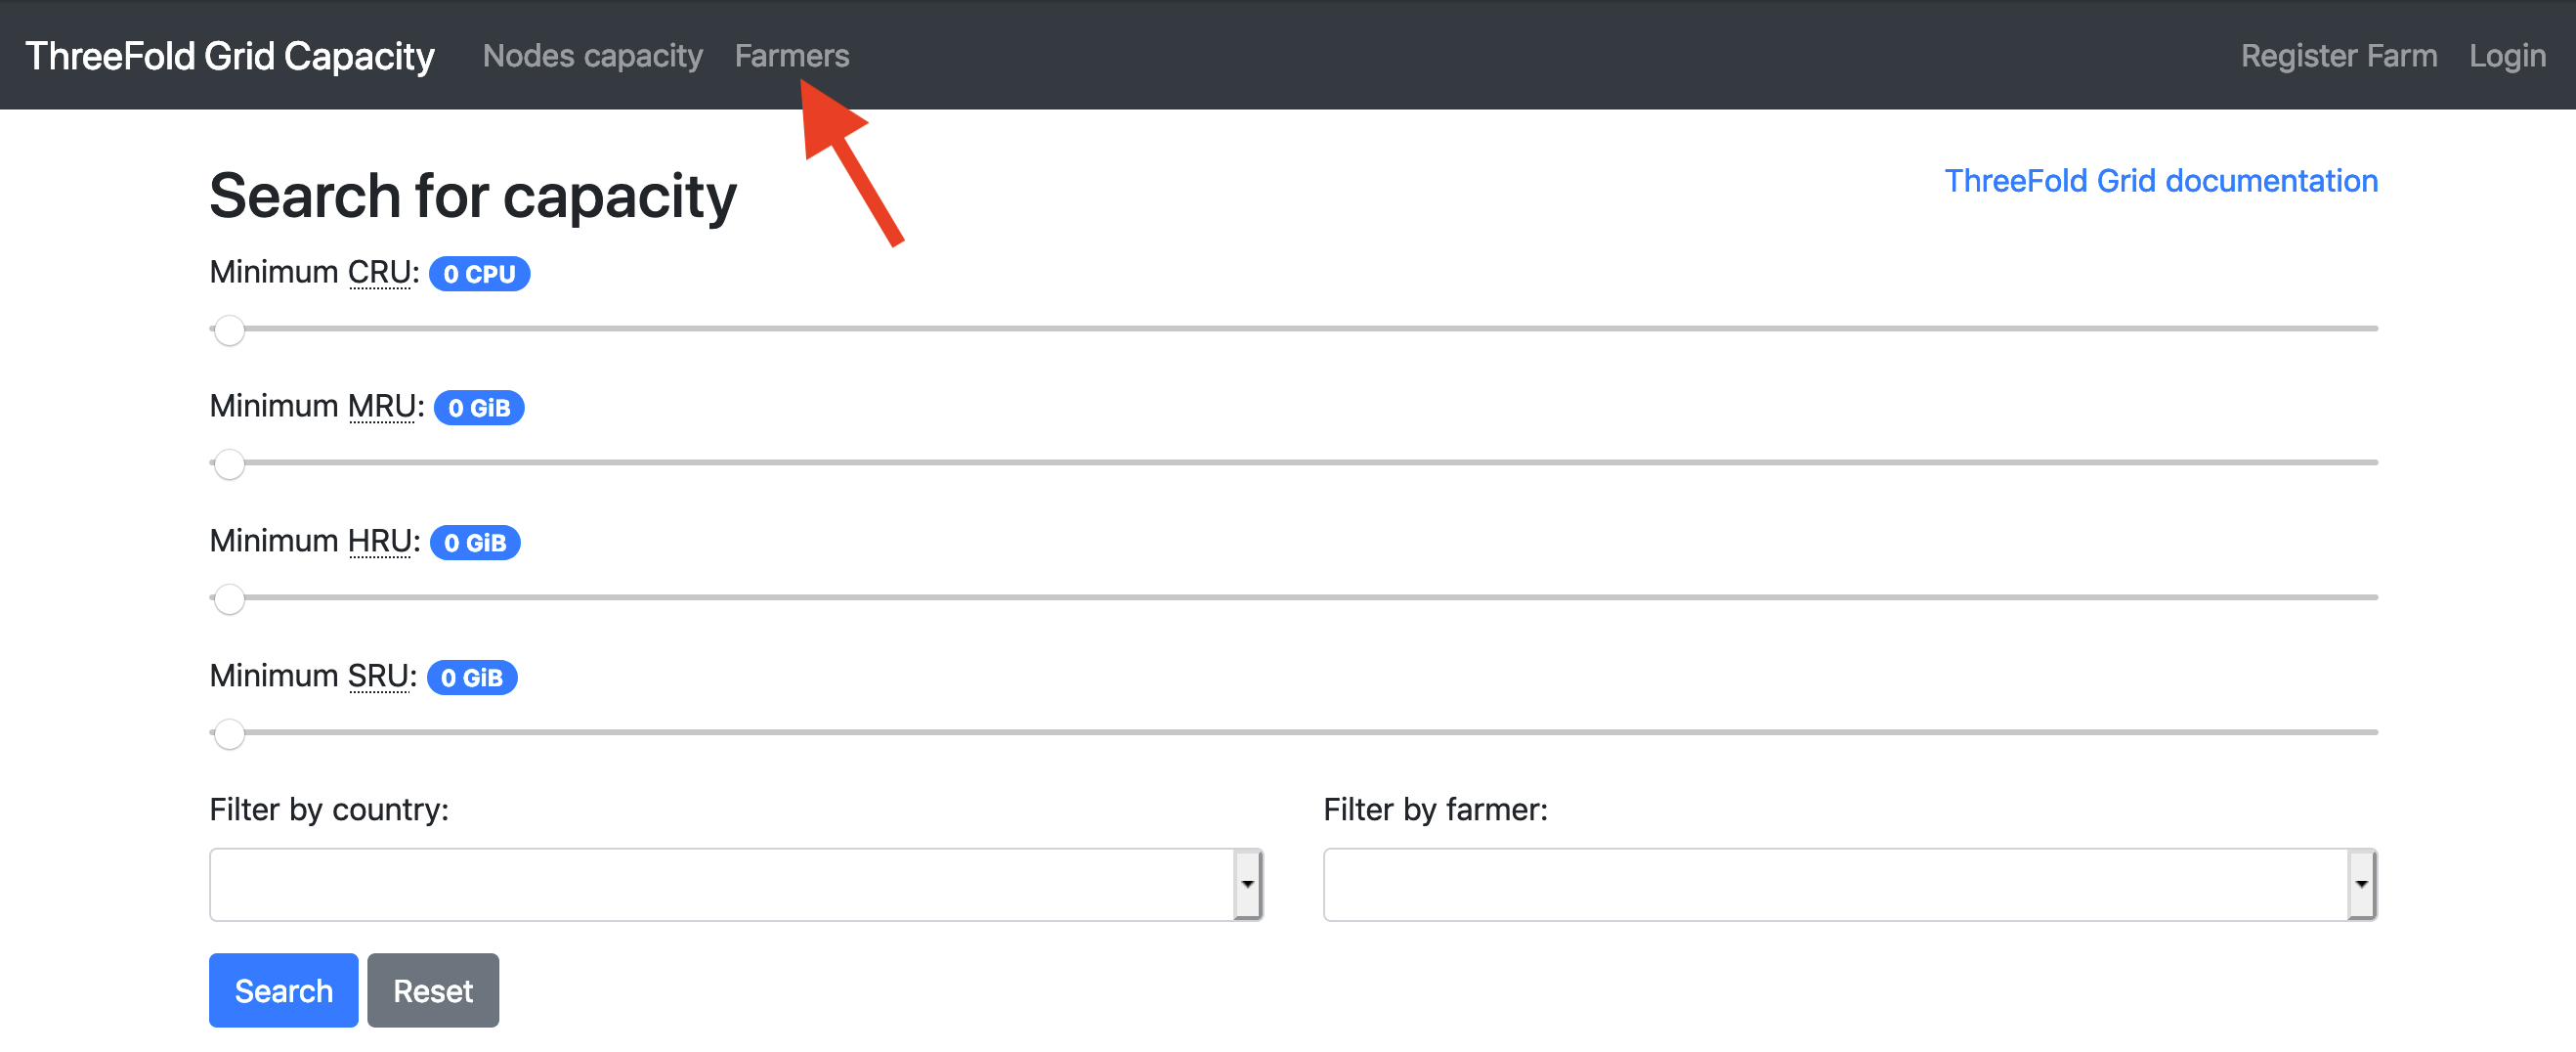 ThreeFold Grid Capacity Nodes capacity Farmers Register Farm Login
Search for capacity ThreeFold Grid documentation
Minimum CRU: 0 CPU
Minimum MRU: 0 GiB
Minimum HRU: 0 GiB
Minimum SRU: 0 GiB
Filter by country: Filter by farmer:
Search Reset